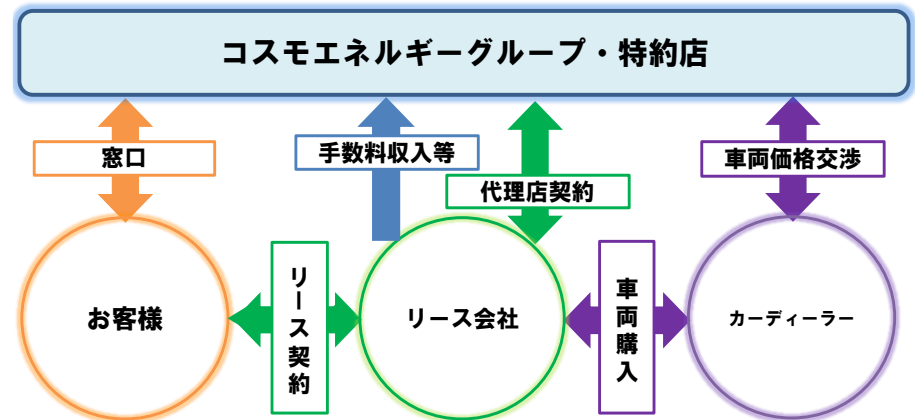 コスモエネルギーグループ・特約店
窓口
手数料収入等
代理店契約
車両価格交渉
お客様
リース契約
リース会社
車両購入
カーディーラー